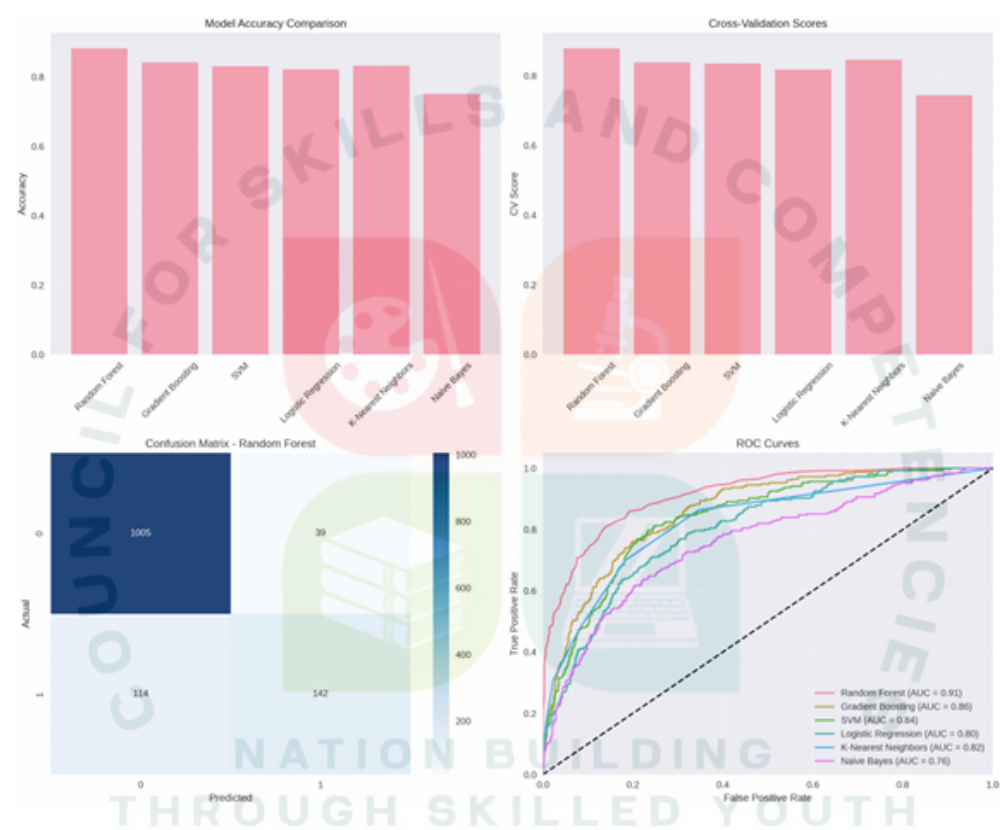 Model Accuracy Comparison
Accuracy
0.8
0.6
0.4
0.2
0.0
Random Forest
Gradient Boosting
SVM
Logistic Regression
K-Nearest Neighbors
Naive Bayes
Cross-Validation Scores
CV Score
0.8
0.6
0.4
0.2
0.0
Random Forest
Gradient Boosting
SVM
Logistic Regression
K-Nearest Neighbors
Naive Bayes
Confusion Matrix - Random Forest
Actual
0
1
1005
39
114
142
0
1
Predicted
1000
800
600
400
200
ROC Curves
True Positive Rate
1.0
0.8
0.6
0.4
0.2
0.0
Random Forest (AUC = 0.91)
Gradient Boosting (AUC = 0.86)
SVM (AUC = 0.84)
Logistic Regression (AUC = 0.80)
K-Nearest Neighbors (AUC = 0.82)
Naive Bayes (AUC = 0.76)
0.0
0.2
0.4
0.6
0.8
1.0
False Positive Rate
COUNCIL FOR SKILLS AND COMPETENCIES
NATION BUILDING
THROUGH SKILLED YOUTH